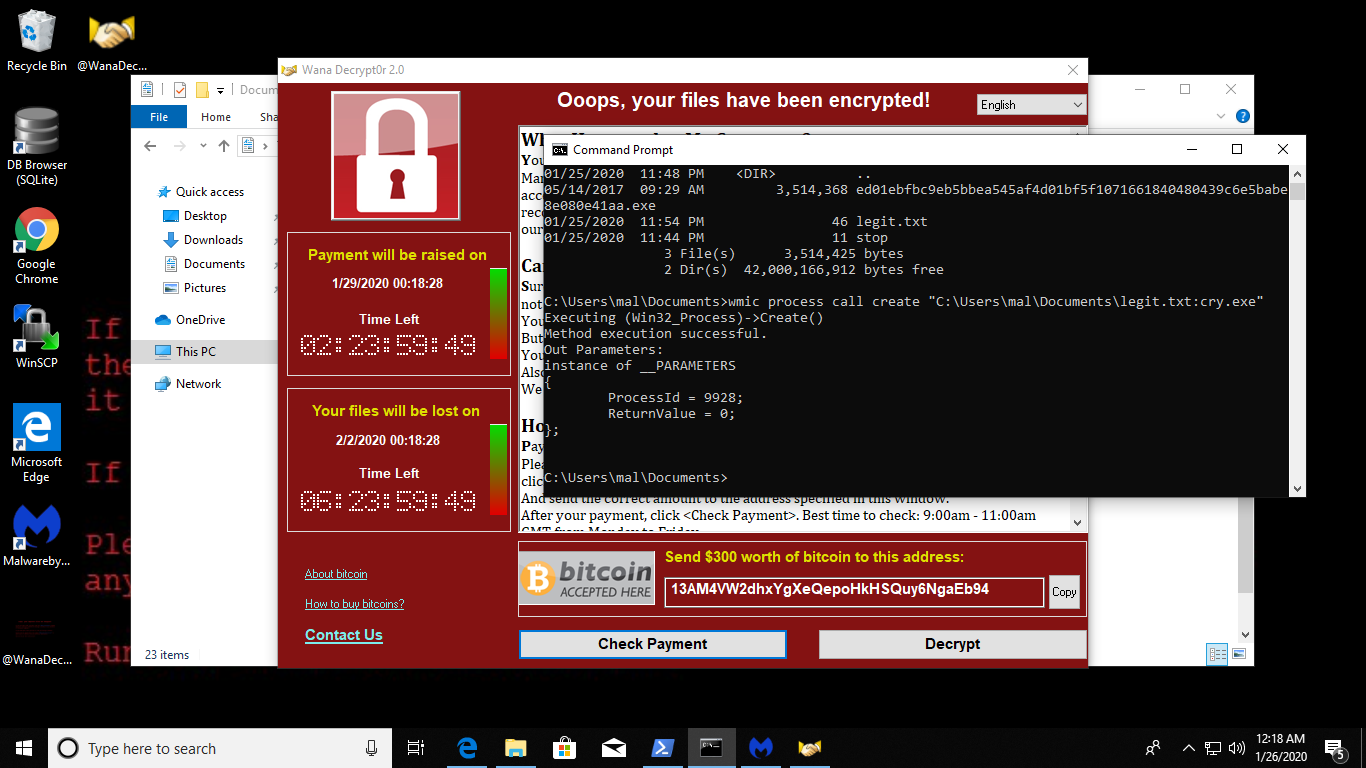 Recycle Bin
@WanaDec...
DB Browser
(SQLite)
Google
Chrome
WinSCP
Microsoft
Edge
Malwareby...
@WanaDec...
If
the
it
If
Ple
any
Run
Docum
File
Home
Sha
Quick access
Desktop
Downloads
Documents
Pictures
OneDrive
This PC
Network
23 items
Wana Decrypt0r 2.0
Ooops, your files have been encrypted!
English
Payment will be raised on
1/29/2020 00:18:28
Time Left
02:23:59:49
Your files will be lost on
2/2/2020 00:18:28
Time Left
06:23:59:49
About bitcoin
How to buy bitcoins?
Contact Us
You
Mar
acce
reco
our
Can
Sur
not
You
But
You
Also
We
Ho
Pay
Plea
click
And send the correct amount to the address specified in this window.
After your payment, click <Check Payment>. Best time to check: 9:00am - 11:00am
GMT from Monday to Friday.
bitcoin
ACCEPTED HERE
Send $300 worth of bitcoin to this address:
13AM4VW2dhxYgXeQepoHkHSQuy6NgaEb94
Copy
Check Payment
Decrypt
Command Prompt
01/25/2020  11:48 PM    <DIR>          ..
05/14/2017  09:29 AM         3,514,368 ed01ebfbc9eb5bbea545af4d01bf5f1071661840480439c6e5babe
8e080e41aa.exe
01/25/2020  11:54 PM                46 legit.txt
01/25/2020  11:44 PM                11 stop
3 File(s)      3,514,425 bytes
2 Dir(s)  42,000,166,912 bytes free
C:\Users\mal\Documents>wmic process call create "C:\Users\mal\Documents\legit.txt:cry.exe"
Executing (Win32_Process)->Create()
Method execution successful.
Out Parameters:
instance of __PARAMETERS
{
ProcessId = 9928;
ReturnValue = 0;
};
C:\Users\mal\Documents>
Type here to search
12:18 AM
1/26/2020
5